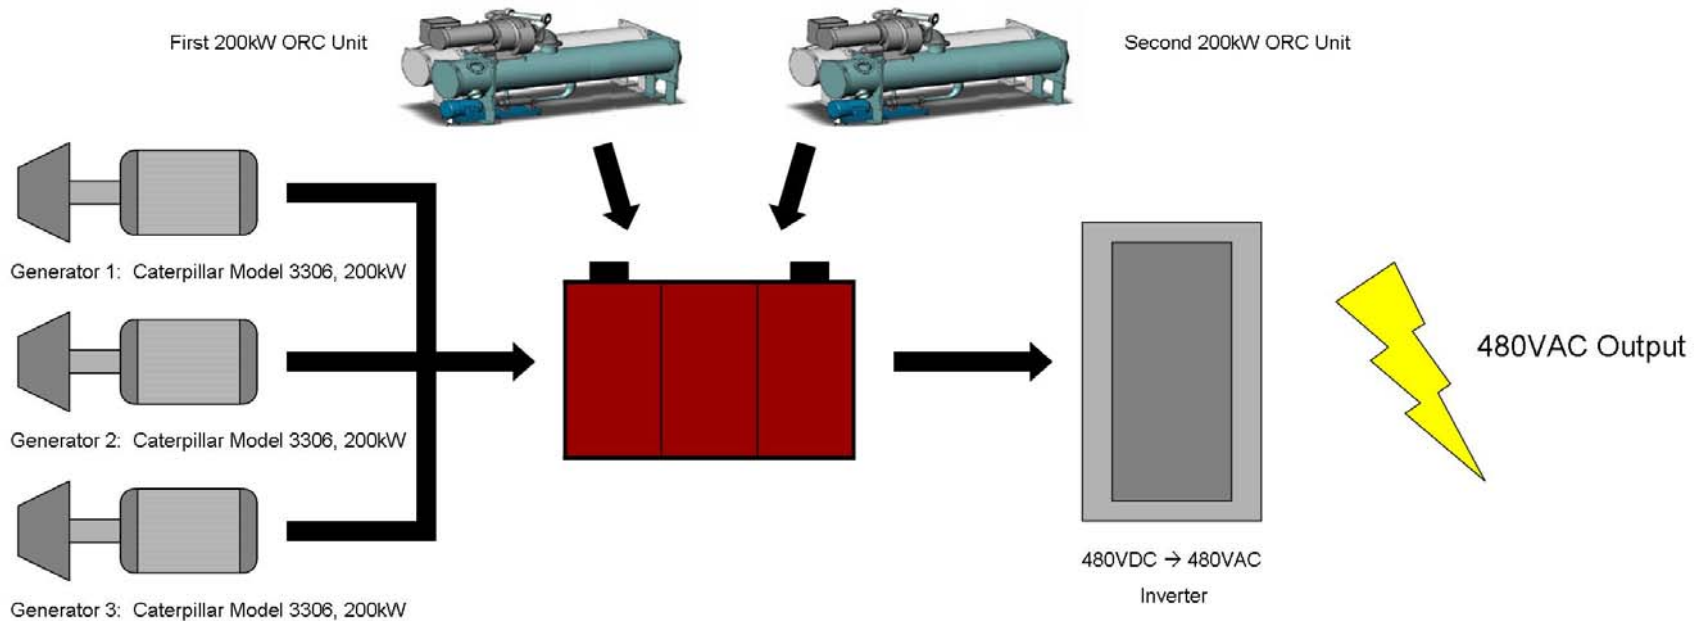 First 200kW ORC Unit
Second 200kW ORC Unit
Generator 1: Caterpillar Model 3306, 200kW
Generator 2: Caterpillar Model 3306, 200kW
Generator 3: Caterpillar Model 3306, 200kW
480VDC → 480VAC
Inverter
480VAC Output